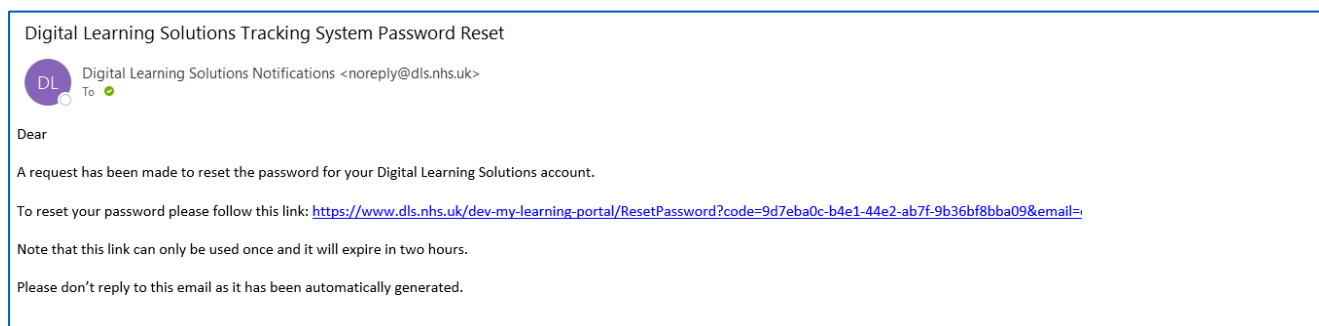 Digital Learning Solutions Tracking System Password Reset
DL
Digital Learning Solutions Notifications <noreply@dls.nhs.uk>
To
Dear
A request has been made to reset the password for your Digital Learning Solutions account.
To reset your password please follow this link: https://www.dls.nhs.uk/dev-my-learning-portal/ResetPassword?code=9d7eba0c-b4e1-44e2-ab7f-9b36bf8bba09&email=
Note that this link can only be used once and it will expire in two hours.
Please don’t reply to this email as it has been automatically generated.